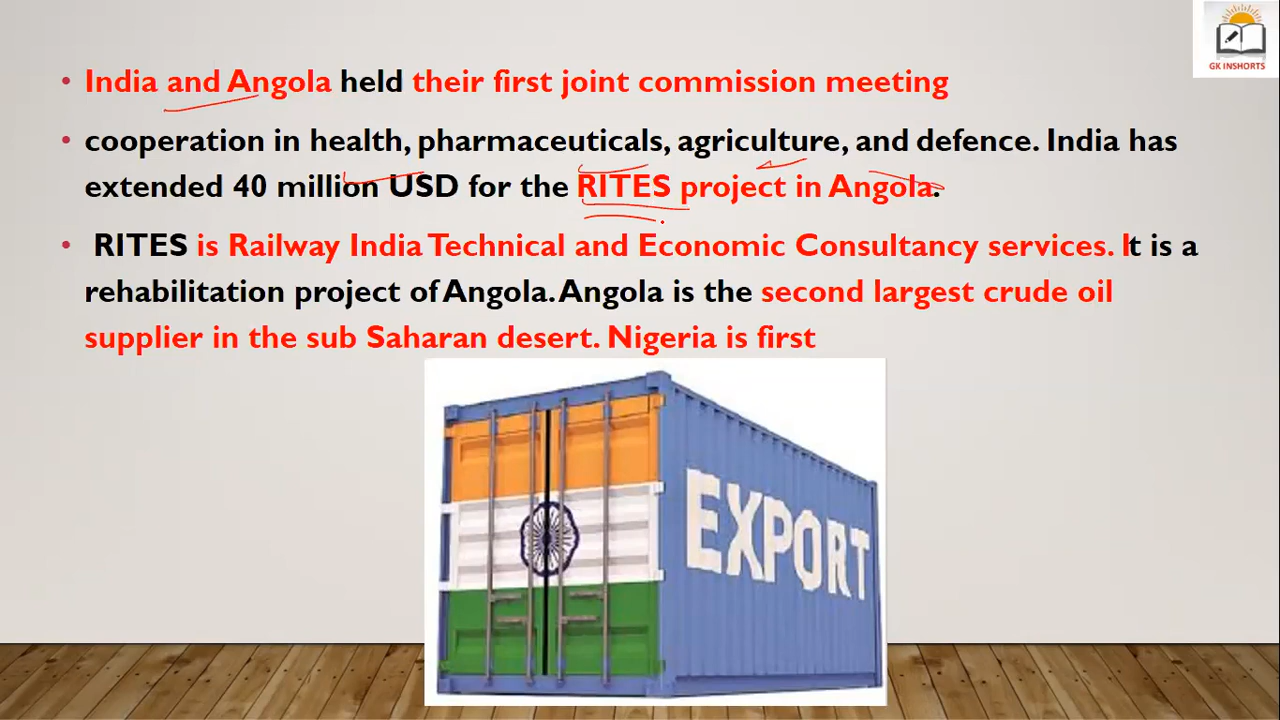 GK INSHORTS
• India and Angola held their first joint commission meeting
• cooperation in health, pharmaceuticals, agriculture, and defence. India has
extended 40 million USD for the RITES project in Angola.
• RITES is Railway India Technical and Economic Consultancy services. It is a
rehabilitation project of Angola. Angola is the second largest crude oil
supplier in the sub Saharan desert. Nigeria is first
EXPORT